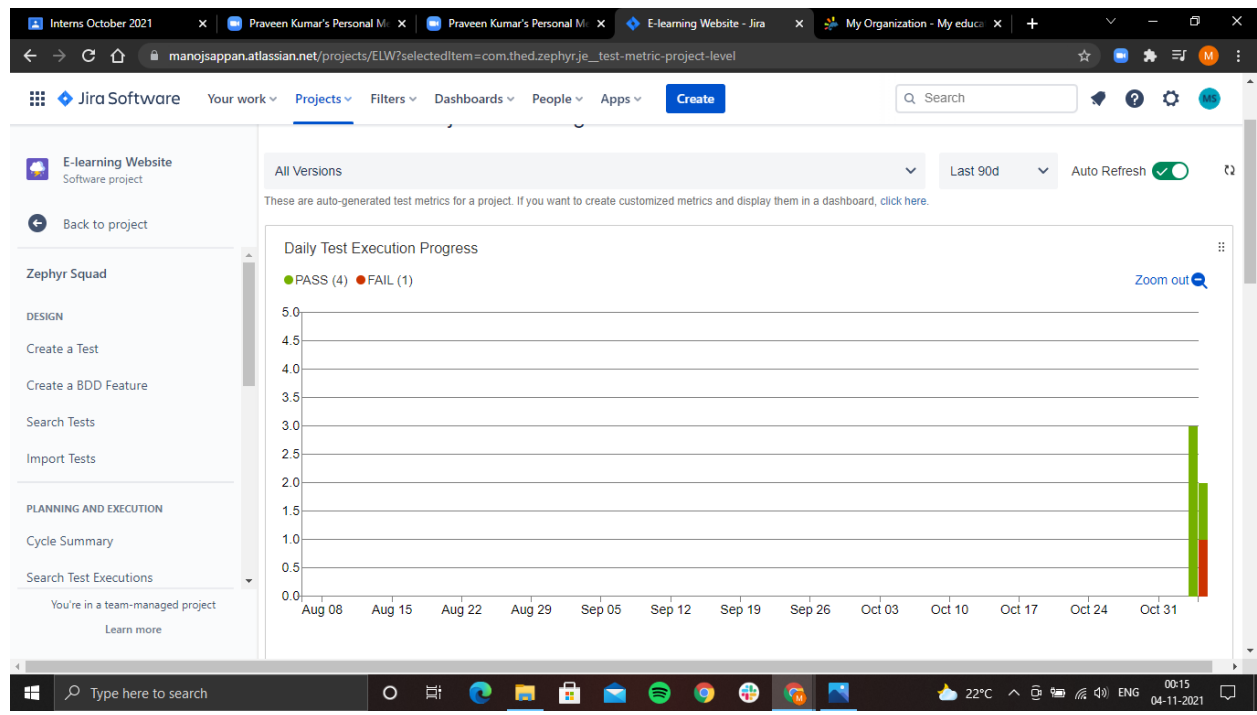 Interns October 2021
Praveen Kumar's Personal Me
Praveen Kumar's Personal Me
E-learning Website - Jira
My Organization - My educa
manojsappan.atlassian.net/projects/ELW?selectedItem=com.thed.zephyr.je__test-metric-project-level
M
Jira Software Your work Projects Filters Dashboards People Apps Create Search MS
E-learning Website
Software project
Back to project
Zephyr Squad
DESIGN
Create a Test
Create a BDD Feature
Search Tests
Import Tests
PLANNING AND EXECUTION
Cycle Summary
Search Test Executions
You're in a team-managed project
Learn more
All Versions Last 90d Auto Refresh
These are auto-generated test metrics for a project. If you want to create customized metrics and display them in a dashboard, click here.
Daily Test Execution Progress
PASS (4) FAIL (1) Zoom out
5.0
4.5
4.0
3.5
3.0
2.5
2.0
1.5
1.0
0.5
0.0
Aug 08 Aug 15 Aug 22 Aug 29 Sep 05 Sep 12 Sep 19 Sep 26 Oct 03 Oct 10 Oct 17 Oct 24 Oct 31
Type here to search 22°C ENG 00:15
04-11-2021